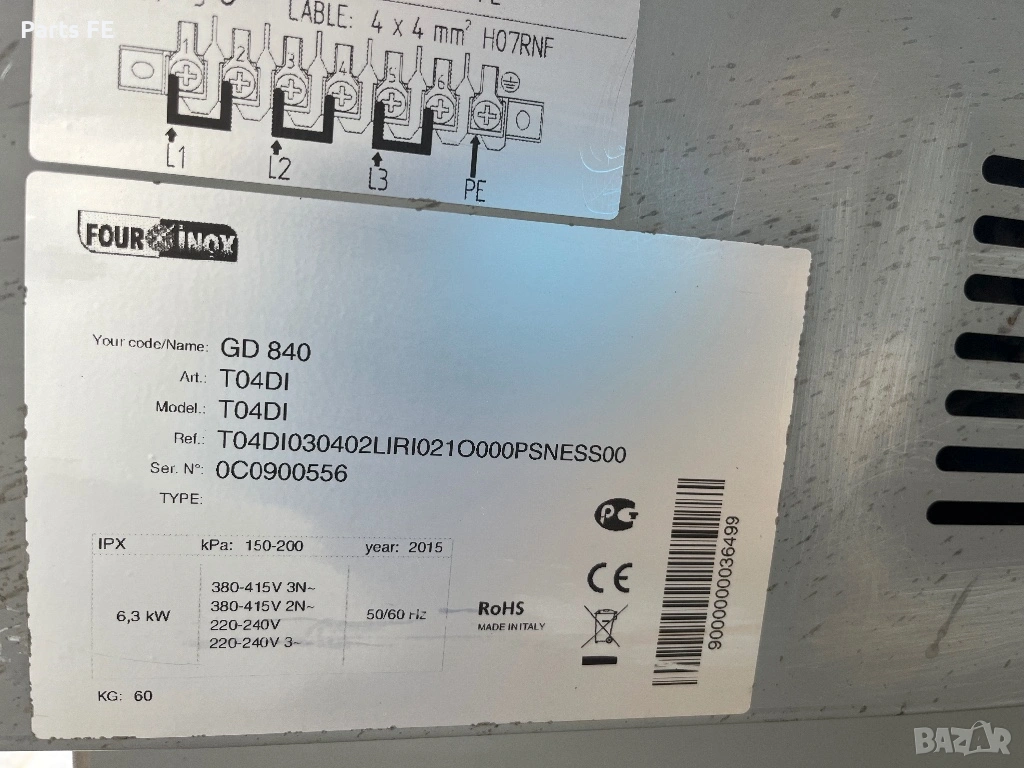 Parts FE
CABLE: 4 x 4 mm² H07RNF
1 2 3 4 5 6
L1 L2 L3 PE
FOUR INOX
Your code/Name: GD 840
Art.: T04DI
Model.: T04DI
Ref.: T04DI030402LIRI021O000PSNESS00
Ser. N°: 0C0900556
TYPE:
IPX kPa: 150-200 year: 2015
380-415V 3N~
380-415V 2N~
6,3 kW 220-240V 50/60 Hz
220-240V 3~
RoHS
MADE IN ITALY
PG
CE
9000000036499
KG: 60
BAZAR